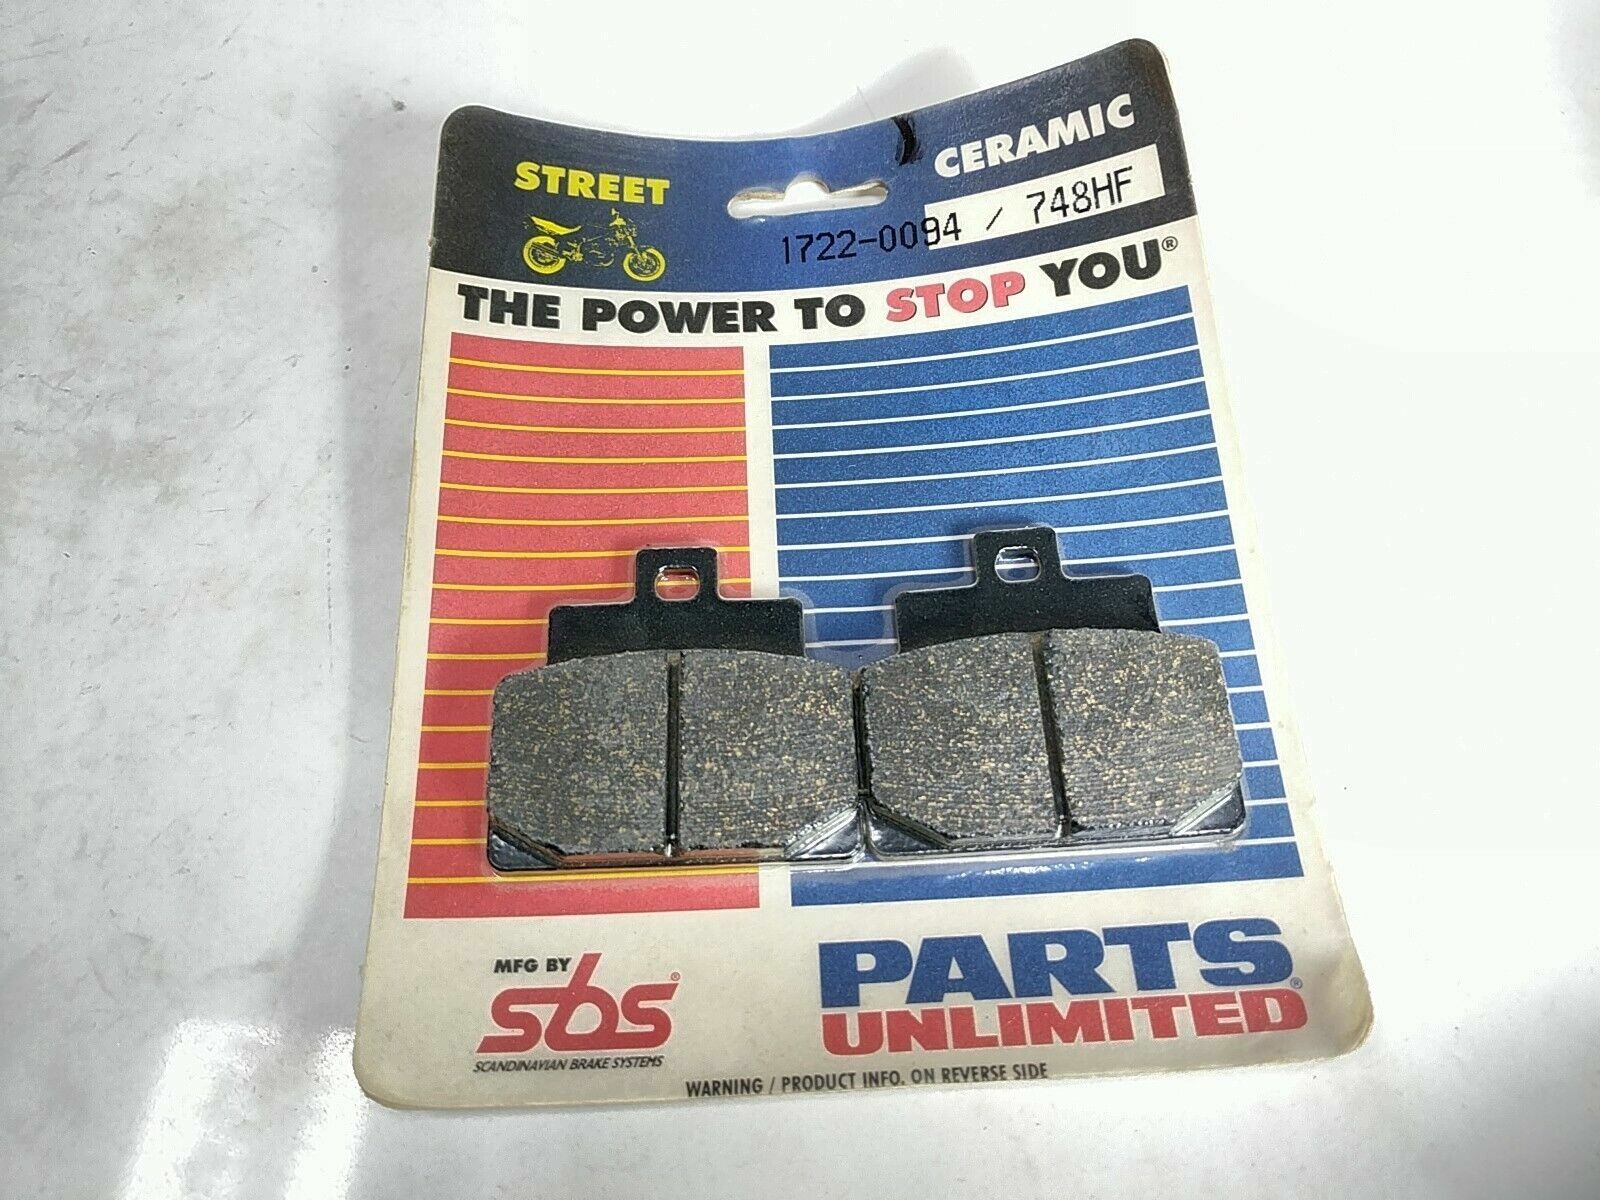 STREET
CERAMIC
1722-0094 / 748HF
THE POWER TO STOP YOU®
MFG BY
sbs®
SCANDINAVIAN BRAKE SYSTEMS
PARTS
UNLIMITED®
WARNING / PRODUCT INFO. ON REVERSE SIDE